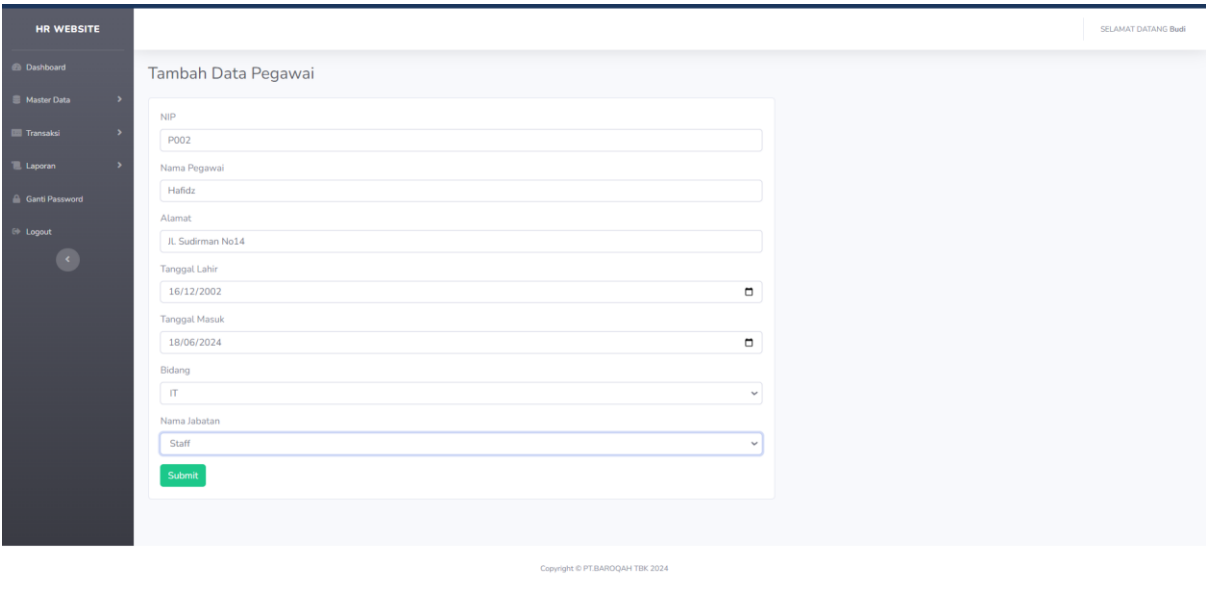 HR WEBSITE
SELAMAT DATANG Budi
Dashboard
Master Data
Transaksi
Laporan
Ganti Password
Logout
Tambah Data Pegawai
NIP
P002
Nama Pegawai
Hafidz
Alamat
Jl. Sudirman No14
Tanggal Lahir
16/12/2002
Tanggal Masuk
18/06/2024
Bidang
IT
Nama Jabatan
Staff
Submit
Copyright © PT.BAROQAH TBK 2024